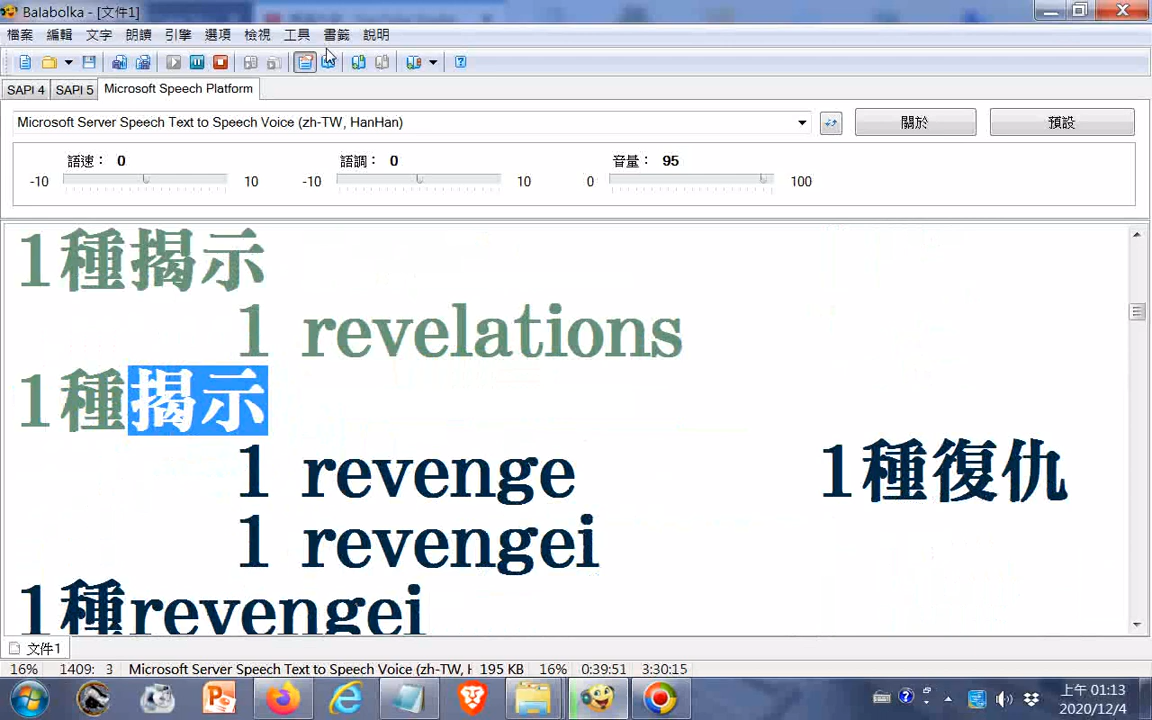 Balabolka - [文件1]
檔案 編輯 文字 朗讀 引擎 選項 檢視 工具 書籤 說明
SAPI 4 SAPI 5 Microsoft Speech Platform
Microsoft Server Speech Text to Speech Voice (zh-TW, HanHan) 關於 預設
語速： 0 語調： 0 音量： 95
-10 10 -10 10 0 100
1種揭示
1 revelations
1種揭示
1 revenge 1種復仇
1 revengei
1種revengei
文件1
16% 1409: 3 Microsoft Server Speech Text to Speech Voice (zh-TW, 195 KB 16% 0:39:51 3:30:15
上午 01:13
2020/12/4